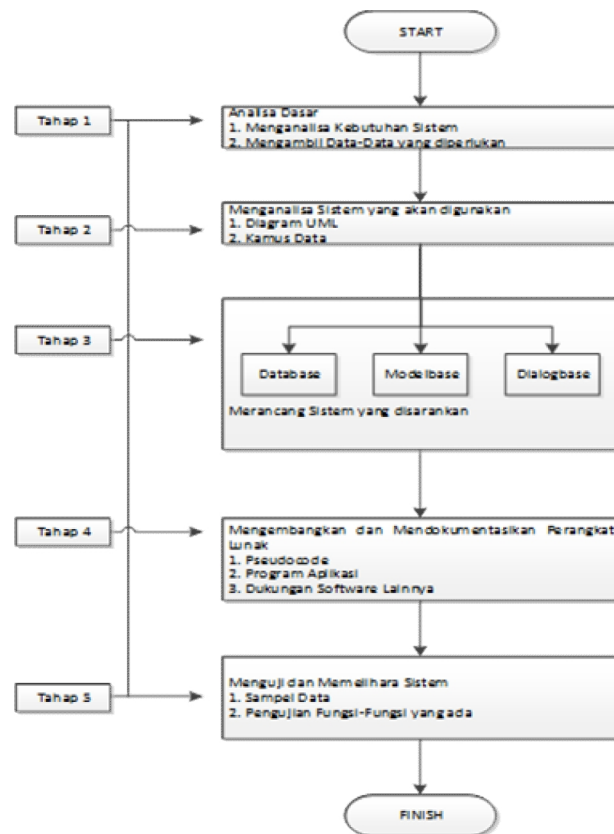 START
Tahap 1
Analisa Dasar
1. Menganalisa Kebutuhan Sistem
2. Mengambil Data-Data yang diperlukan
Tahap 2
Menganalisa Sistem yang akan digunakan
1. Diagram UML
2. Kamus Data
Tahap 3
Database
Modelbase
Dialogbase
Merancang Sistem yang disarankan
Tahap 4
Mengembangkan dan Mendokumentasikan Perangkat
Lunak
1. Pseudocode
2. Program Aplikasi
3. Dukungan Software Lainnya
Tahap 5
Menguji dan Memelihara Sistem
1. Sampel Data
2. Pengujian Fungsi-Fungsi yang ada
FINISH